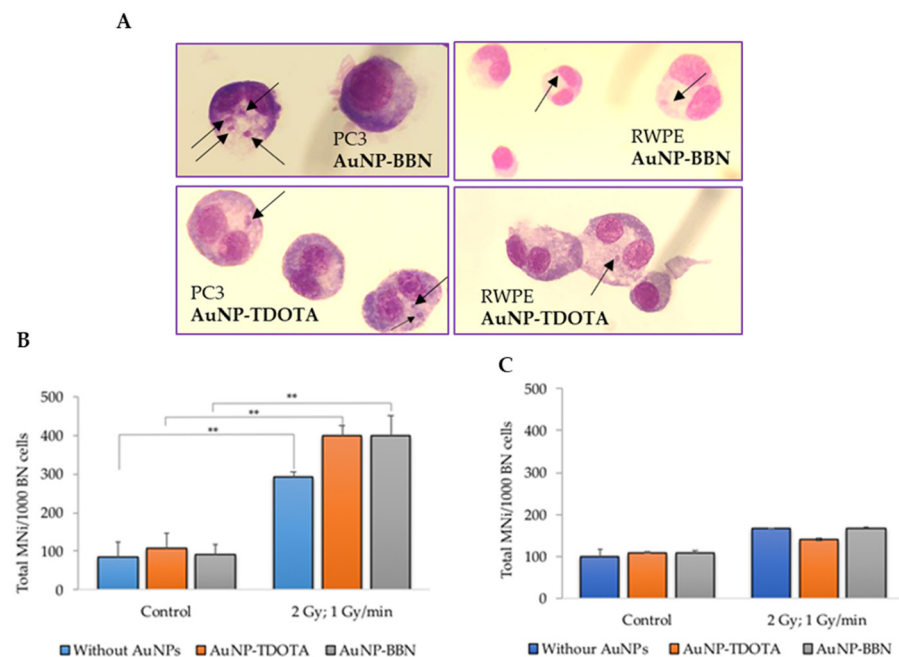 A
PC3
AuNP-BBN
RWPE
AuNP-BBN
PC3
AuNP-TDOTA
RWPE
AuNP-TDOTA
B
Total MNi/1000 BN cells
500
400
300
200
100
0
**
**
**
Control
2 Gy; 1 Gy/min
Without AuNPs
AuNP-TDOTA
AuNP-BBN
C
Total MNi/1000 BN cells
500
400
300
200
100
0
Control
2 Gy; 1 Gy/min
Withour AuNPs
AuNP-TDOTA
AuNP-BBN